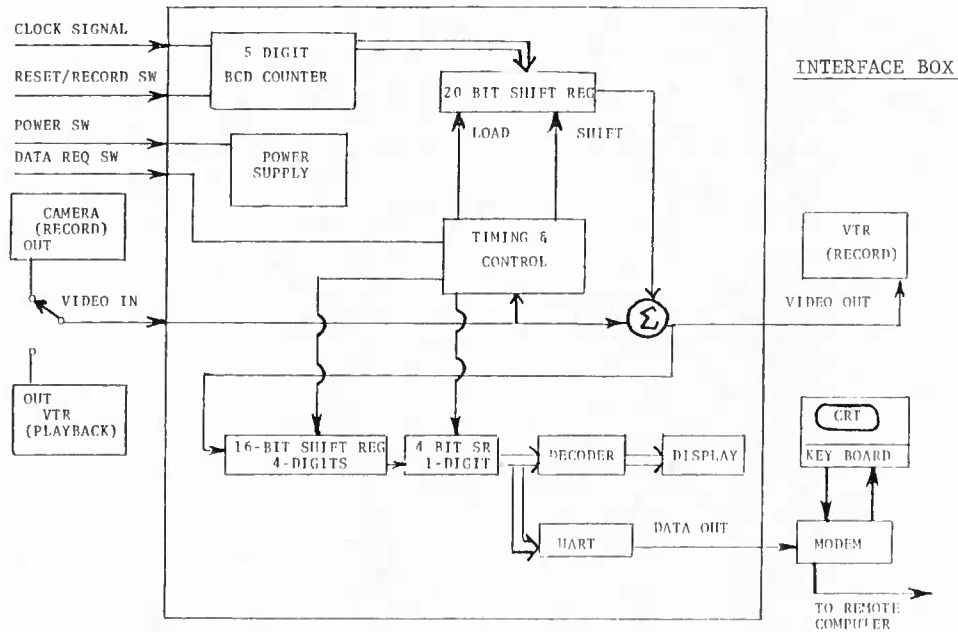 CLOCK SIGNAL
RESET/RECORD SW
POWER SW
DATA REQ SW
5 DIGIT
BCD COUNTER
20 BIT SHIFT REG
INTERFACE BOX
LOAD
SHIFT
POWER
SUPPLY
CAMERA
(RECORD)
OUT
TIMING &
CONTROL
VTR
(RECORD)
VIDEO IN
Σ
VIDEO OUT
OUT
VTR
(PLAYBACK)
16-BIT SHIFT REG
4-DIGITS
4 BIT SR
1-DIGIT
DECODER
DISPLAY
CRT
KEY BOARD
UART
DATA OUT
MODEM
TO REMOTE
COMPUTER